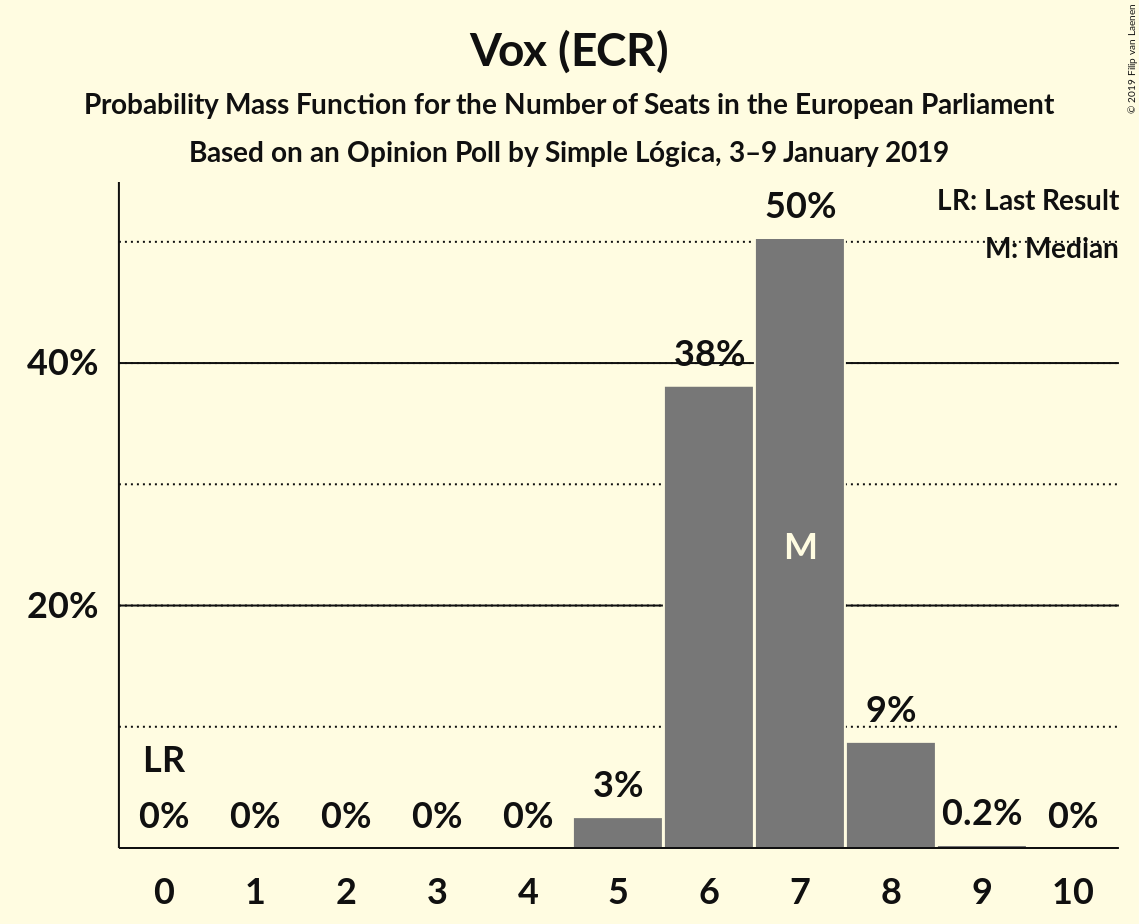 Vox (ECR)
Probability Mass Function for the Number of Seats in the European Parliament
Based on an Opinion Poll by Simple Lógica, 3–9 January 2019
© 2019 Filip van Laenen
LR: Last Result
M: Median
50%
40%
38%
M
20%
9%
LR
3%
0% 0% 0% 0% 0% 0.2% 0%
0 1 2 3 4 5 6 7 8 9 10